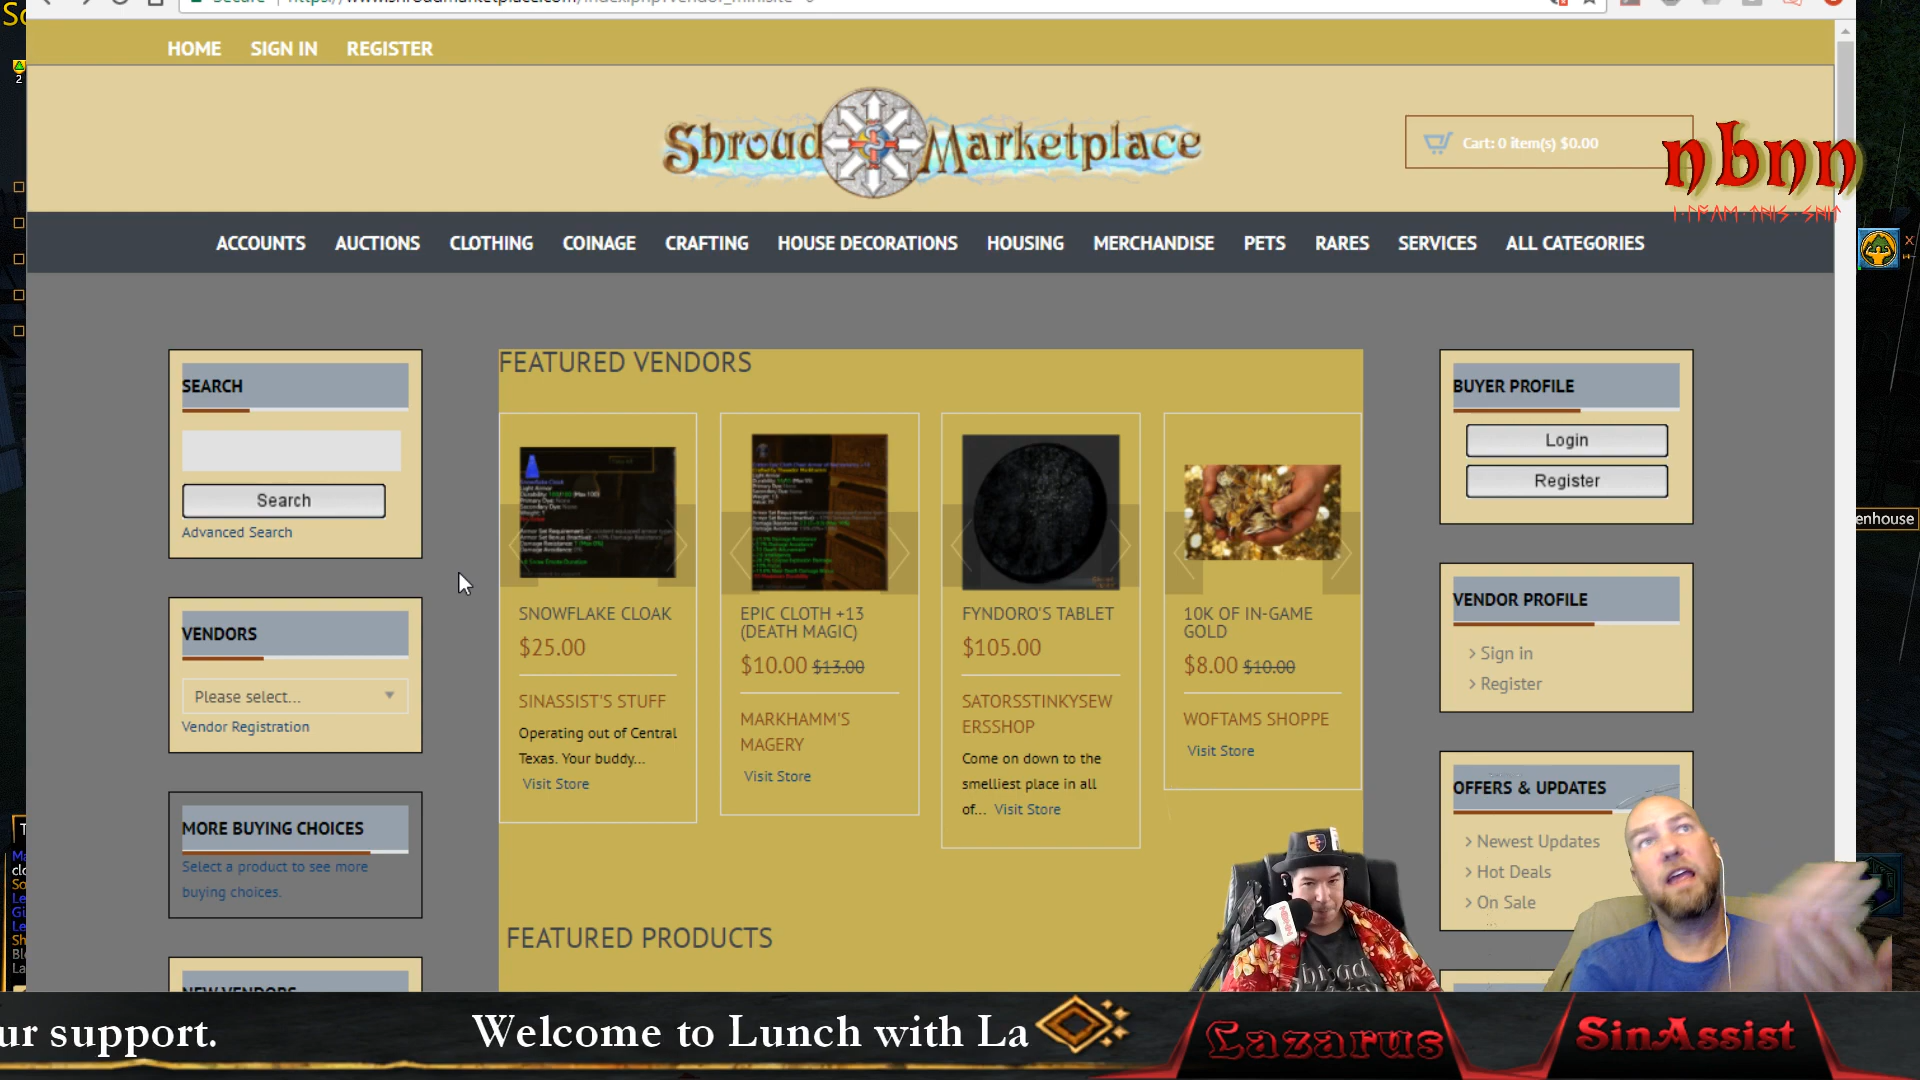 HOME SIGN IN REGISTER
Shroud Marketplace
Cart: 0 item(s) $0.00
nbnn
ACCOUNTS AUCTIONS CLOTHING COINAGE CRAFTING HOUSE DECORATIONS HOUSING MERCHANDISE PETS RARES SERVICES ALL CATEGORIES
SEARCH
Search
Advanced Search
VENDORS
Please select...
Vendor Registration
MORE BUYING CHOICES
Select a product to see more
buying choices.
NEW VENDORS
FEATURED VENDORS
SNOWFLAKE CLOAK
$25.00
SINASSIST'S STUFF
Operating out of Central
Texas. Your buddy...
Visit Store
EPIC CLOTH +13
(DEATH MAGIC)
$10.00 $13.00
MARKHAMM'S
MAGERY
Visit Store
FYNDORO'S TABLET
$105.00
SATORSSTINKYSEW
ERSSHOP
Come on down to the
smelliest place in all
of... Visit Store
10K OF IN-GAME
GOLD
$8.00 $10.00
WOFTAMS SHOPPE
Visit Store
FEATURED PRODUCTS
BUYER PROFILE
Login
Register
VENDOR PROFILE
> Sign in
> Register
OFFERS & UPDATES
> Newest Updates
> Hot Deals
> On Sale
enhouse
ur support.
Welcome to Lunch with La
Lazarus
SinAssist